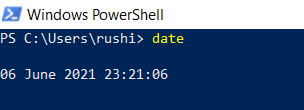 Windows PowerShell
PS C:\Users\rushi> date
06 June 2021 23:21:06